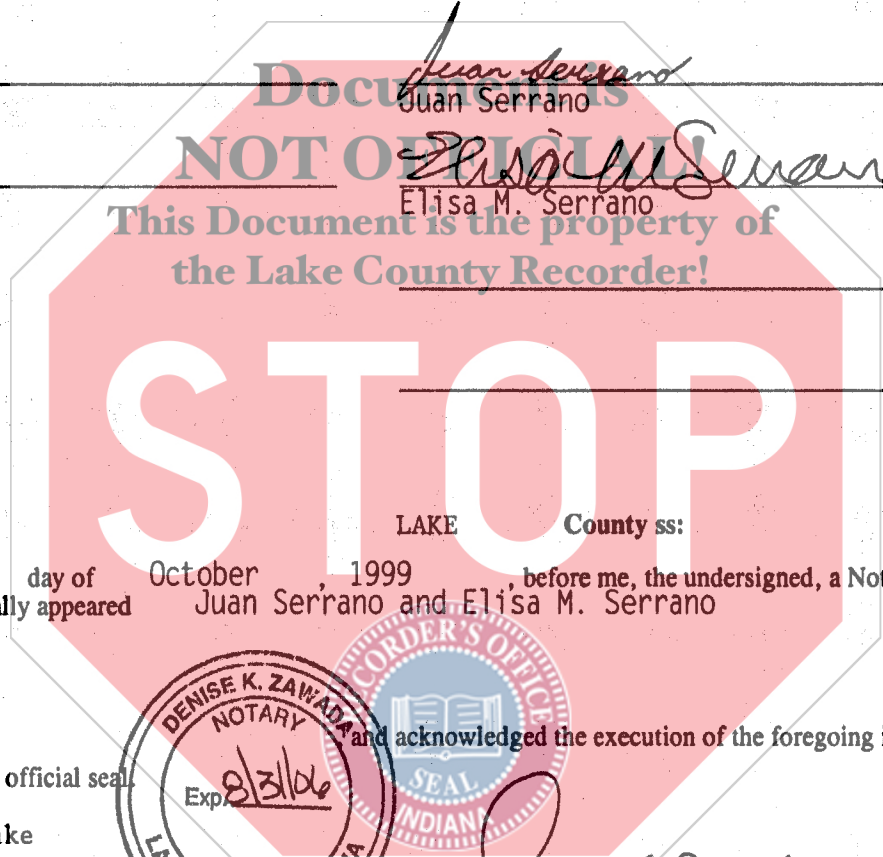 Juan Serrano
Document is
Juan Serrano
NOT OFFICIAL!
Elisa M Serran
Elisa M. Serrano
This Document is the property of
the Lake County Recorder!
STOP
LAKE County ss:
day of October , 1999 , before me, the undersigned, a Not
lly appeared Juan Serrano and Elisa M. Serrano
RECORDER'S OFFICE
SEAL
INDIANA
DENISE K. ZAWADA
NOTARY
Exp. 8/31/06
, and acknowledged the execution of the foregoing i
official seal.
ke